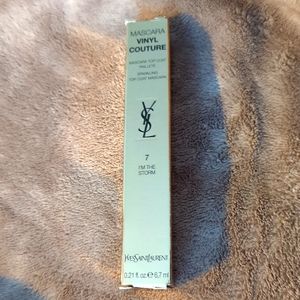 MASCARA
VINYL
COUTURE
MASCARA TOP COAT
PAILLETÉ
SPARKLING
TOP COAT MASCARA
YSL
7
I'M THE
STORM
YVESSAINTLAURENT
0.21 fl. oz. e 6,7 ml